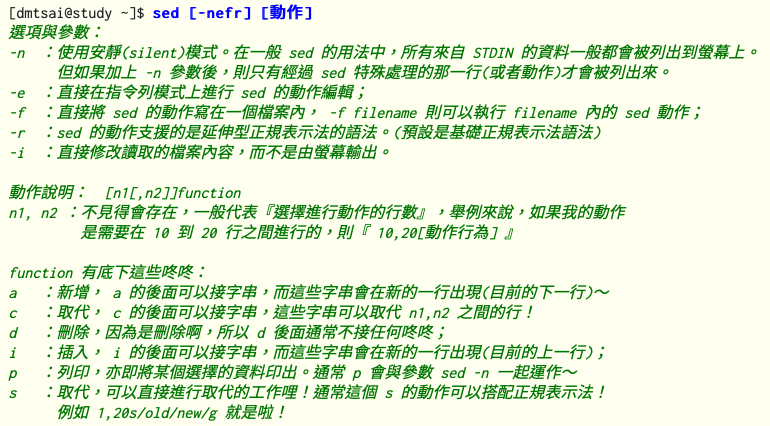 [dmtsai@study ~]$ sed [-nefr] [動作]
選項與參數：
-n  ：使用安靜(silent)模式。在一般 sed 的用法中，所有來自 STDIN 的資料一般都會被列出到螢幕上。
但如果加上 -n 參數後，則只有經過 sed 特殊處理的那一行(或者動作)才會被列出來。
-e  ：直接在指令列模式上進行 sed 的動作編輯；
-f  ：直接將 sed 的動作寫在一個檔案內， -f filename 則可以執行 filename 內的 sed 動作；
-r  ：sed 的動作支援的是延伸型正規表示法的語法。(預設是基礎正規表示法語法)
-i  ：直接修改讀取的檔案內容，而不是由螢幕輸出。
動作說明：  [n1[,n2]]function
n1, n2 ：不見得會存在，一般代表『選擇進行動作的行數』，舉例來說，如果我的動作
是需要在 10 到 20 行之間進行的，則『 10,20[動作行為] 』
function 有底下這些咚咚：
a   ：新增， a 的後面可以接字串，而這些字串會在新的一行出現(目前的下一行)～
c   ：取代， c 的後面可以接字串，這些字串可以取代 n1,n2 之間的行！
d   ：刪除，因為是刪除啊，所以 d 後面通常不接任何咚咚；
i   ：插入， i 的後面可以接字串，而這些字串會在新的一行出現(目前的上一行)；
p   ：列印，亦即將某個選擇的資料印出。通常 p 會與參數 sed -n 一起運作～
s   ：取代，可以直接進行取代的工作哩！通常這個 s 的動作可以搭配正規表示法！
例如 1,20s/old/new/g 就是啦！